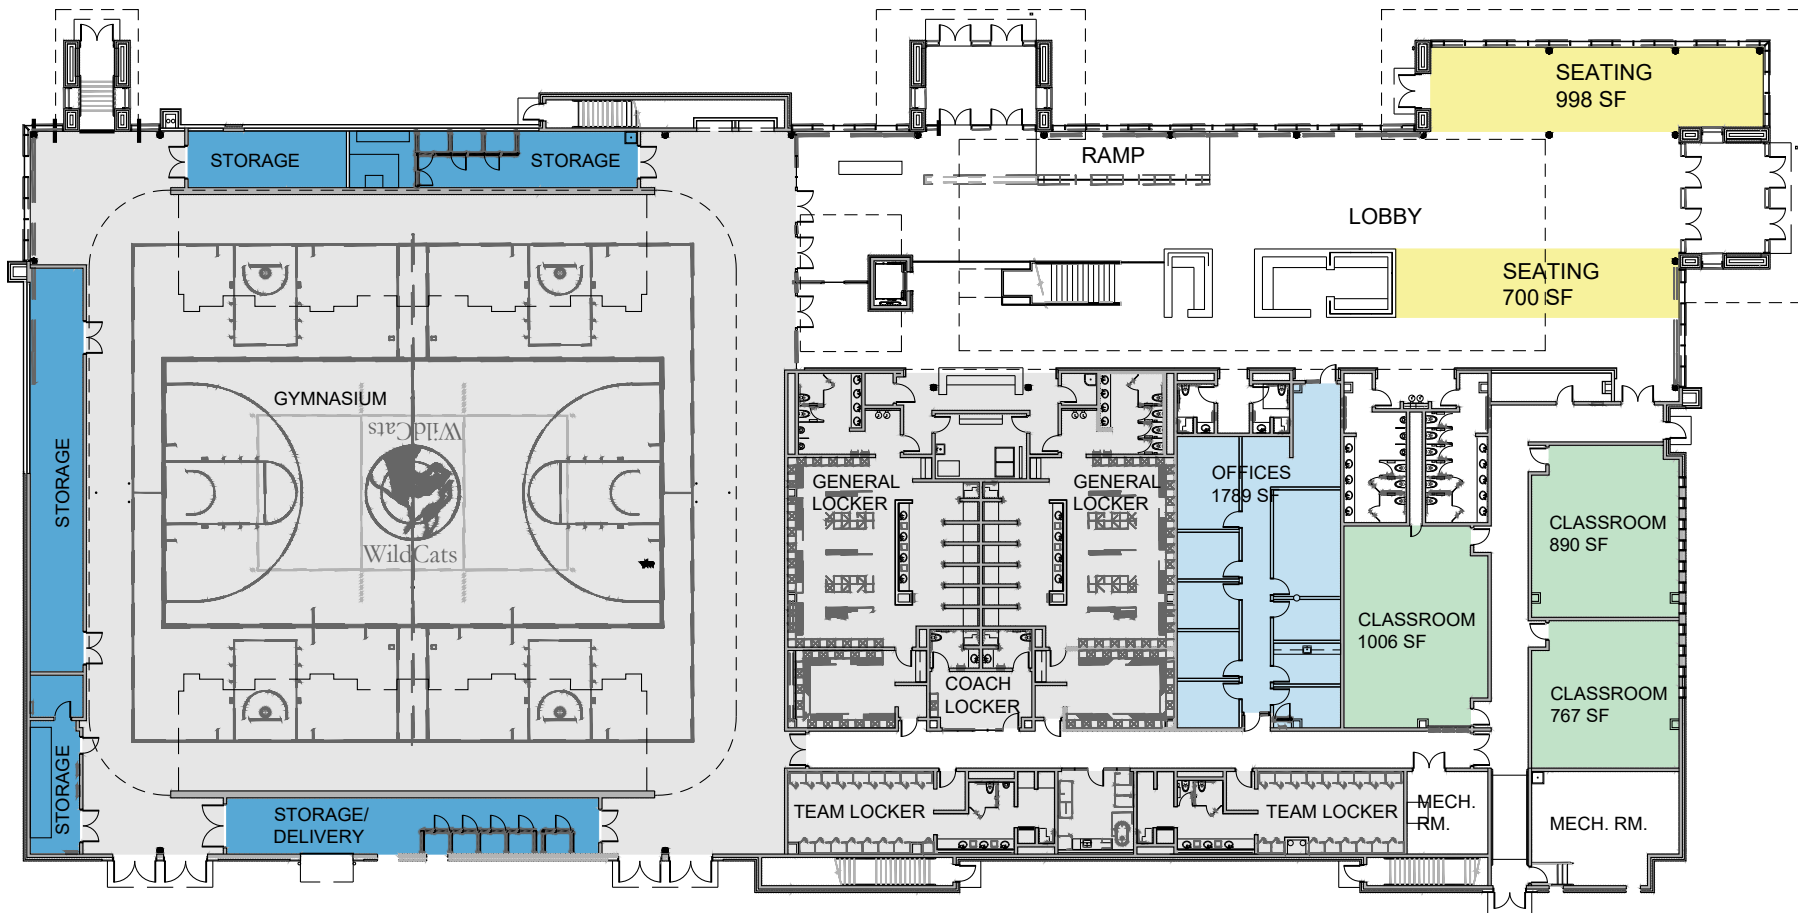 SEATING
998 SF
STORAGE
STORAGE
RAMP
LOBBY
SEATING
700 SF
GYMNASIUM
WildCats
WildCats
STORAGE
GENERAL
LOCKER
GENERAL
LOCKER
OFFICES
1789 SF
CLASSROOM
890 SF
CLASSROOM
1006 SF
COACH
LOCKER
CLASSROOM
767 SF
STORAGE
STORAGE/
DELIVERY
TEAM LOCKER
TEAM LOCKER
MECH.
RM.
MECH. RM.